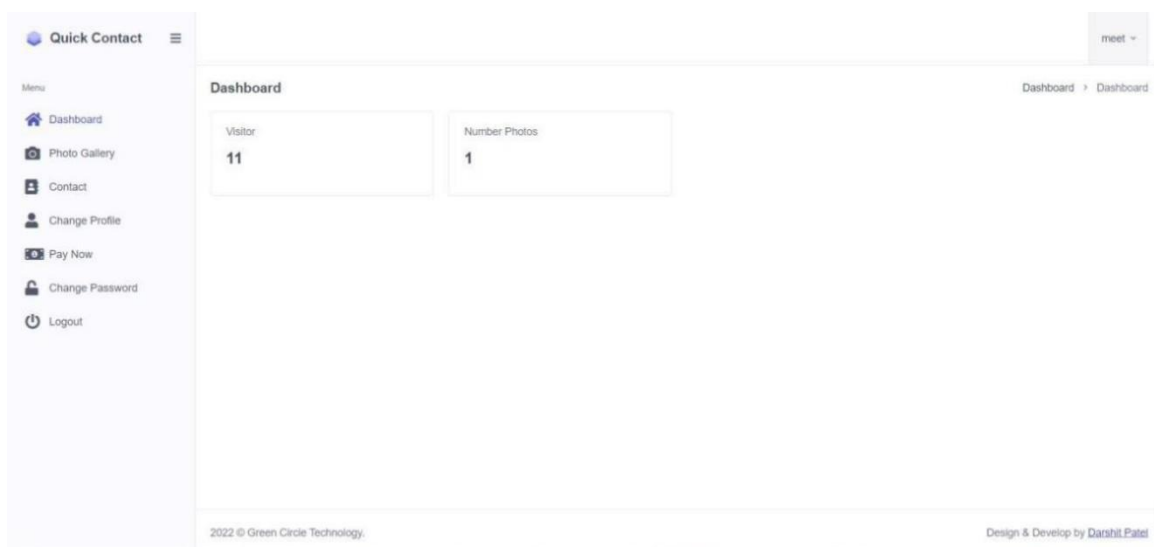 Quick Contact
meet
Menu
Dashboard
Photo Gallery
Contact
Change Profile
Pay Now
Change Password
Logout
Dashboard
Dashboard > Dashboard
Visitor
11
Number Photos
1
2022 © Green Circle Technology.
Design & Develop by Darshit Patel